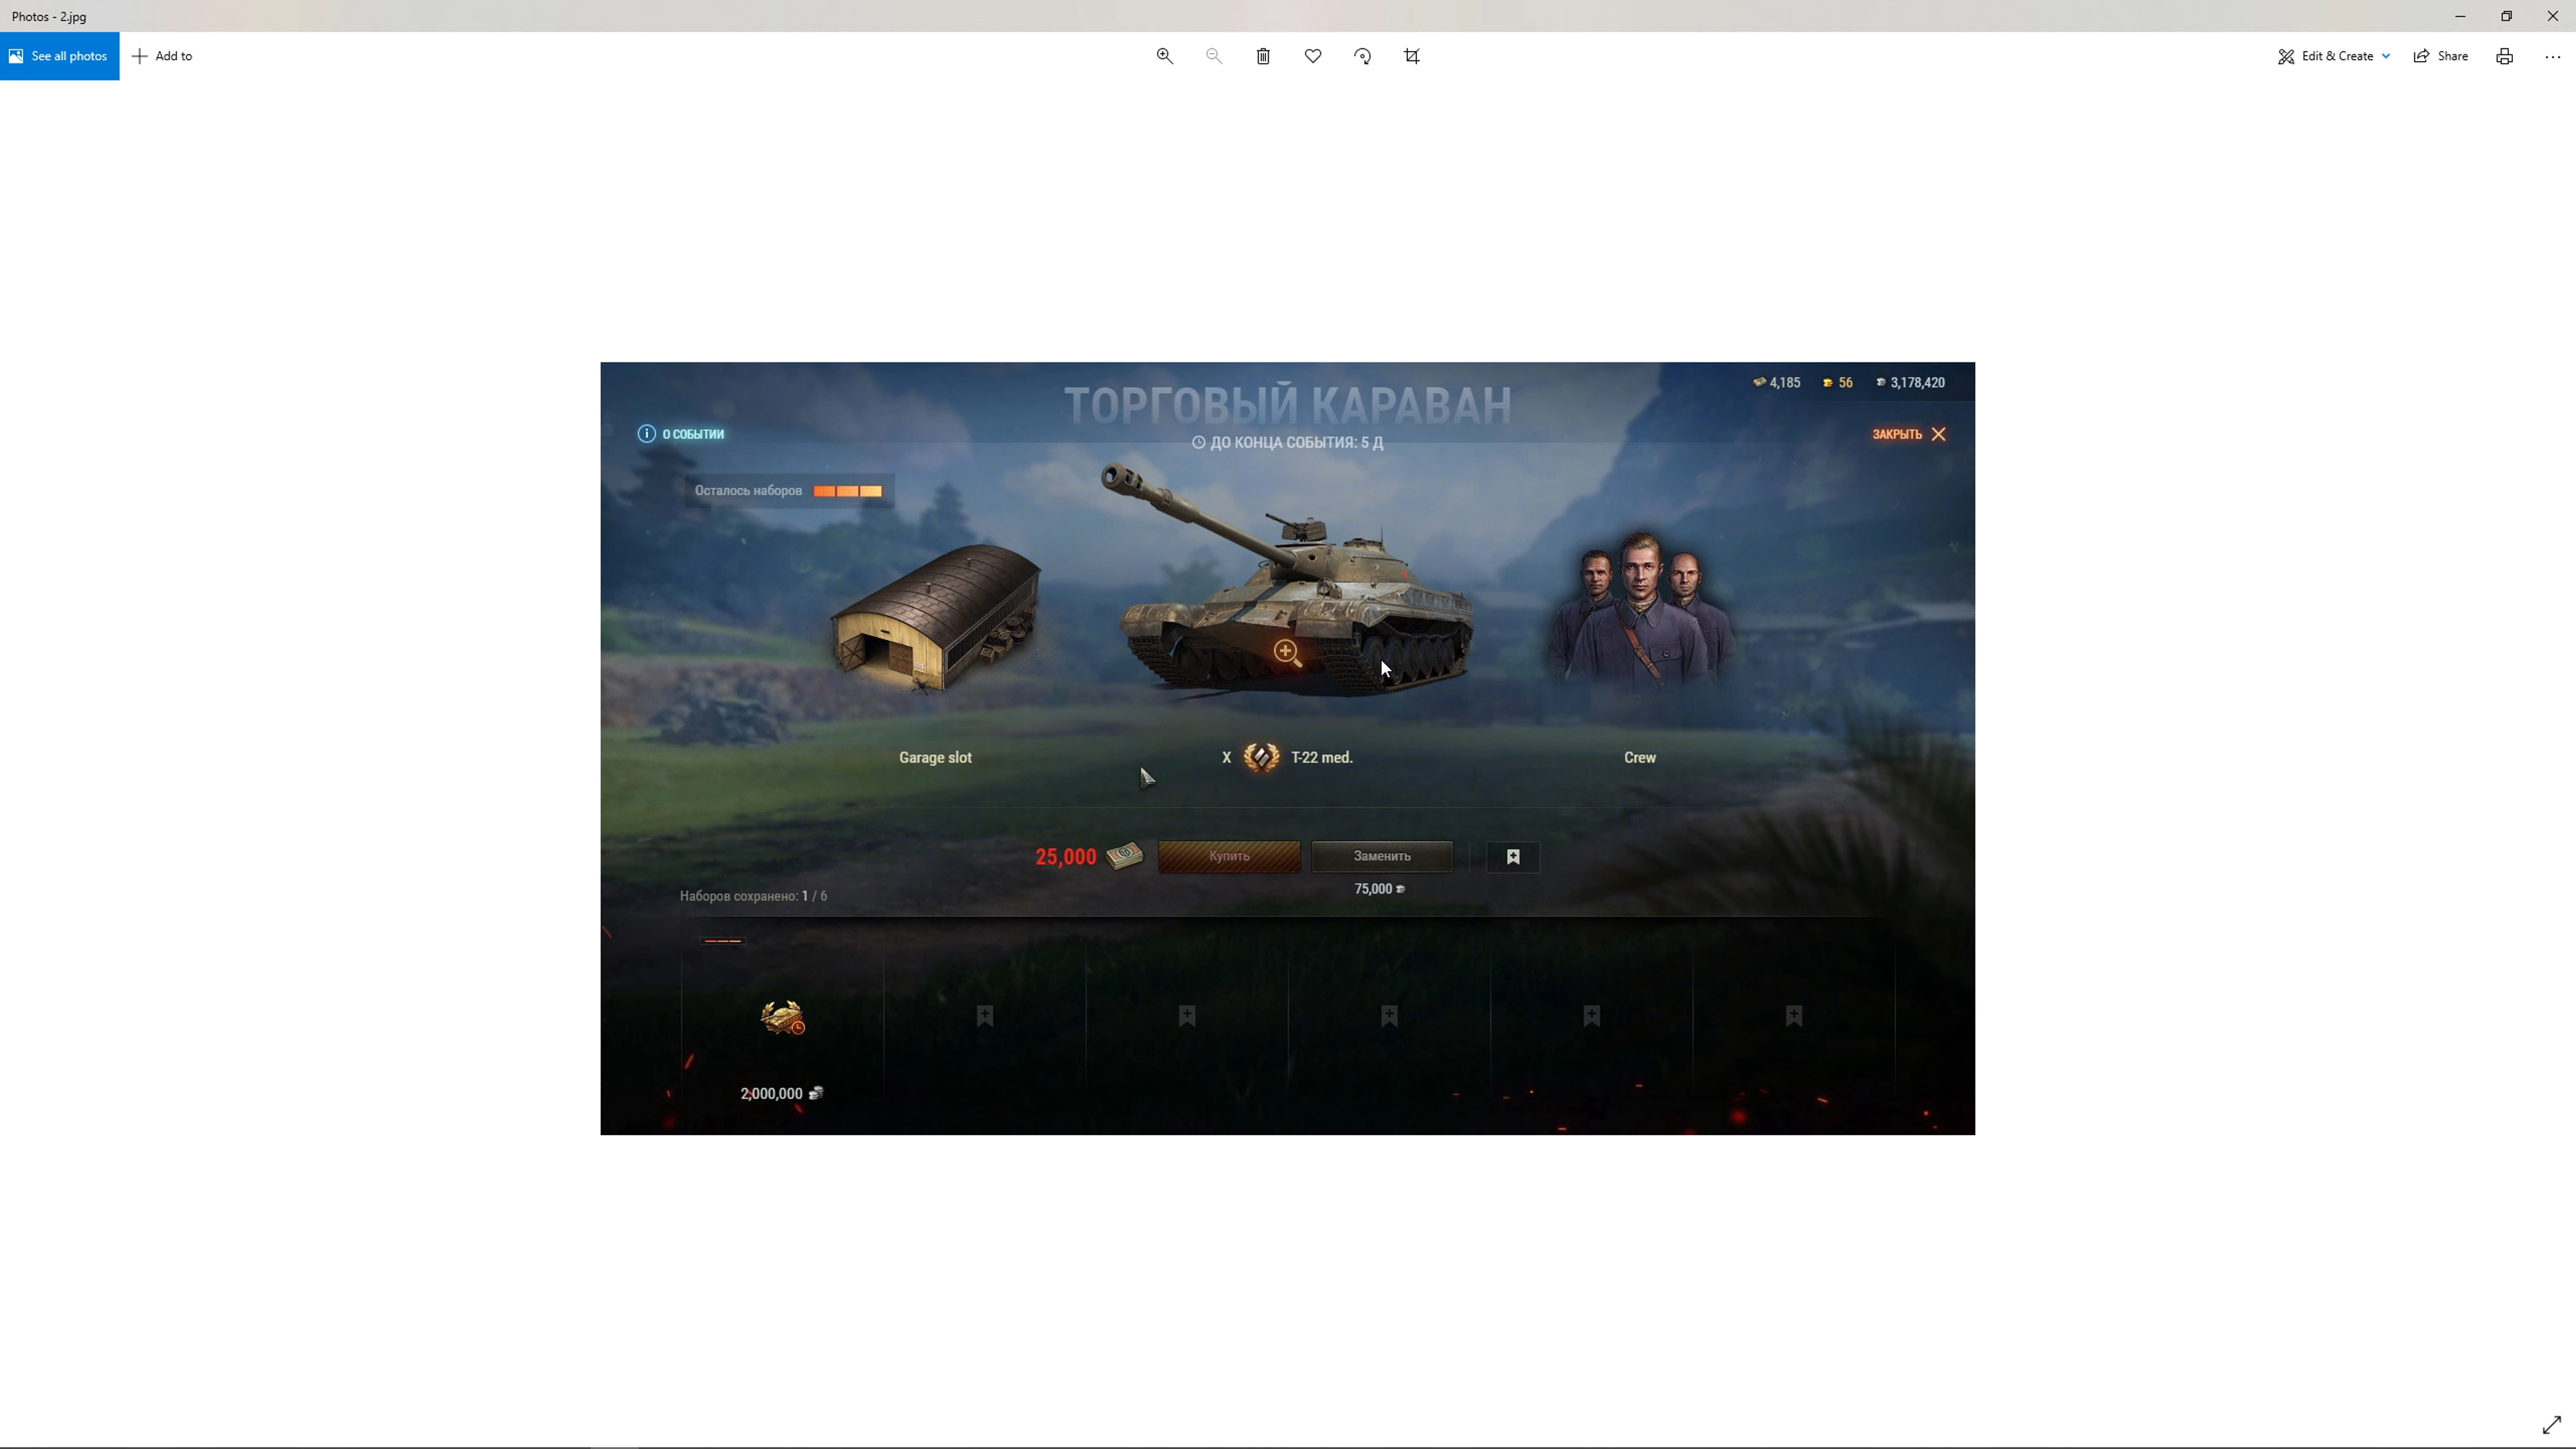 Photos - 2.jpg
See all photos
Add to
Edit & Create
Share
ТОРГОВЫЙ КАРАВАН
4,185 56 3,178,420
О СОБЫТИИ
ДО КОНЦА СОБЫТИЯ: 5 Д
ЗАКРЫТЬ
Осталось наборов
Garage slot
X T-22 med.
Crew
25,000 Купить Заменить
75,000
Наборов сохранено: 1 / 6
2,000,000